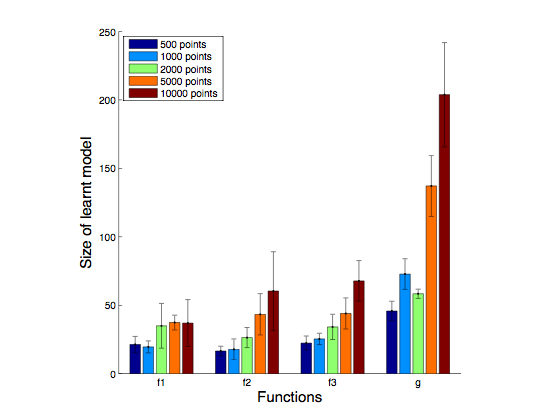 250
200
150
100
50
0
500 points
1000 points
2000 points
5000 points
10000 points
Size of learnt model
f1 f2 f3 g
Functions